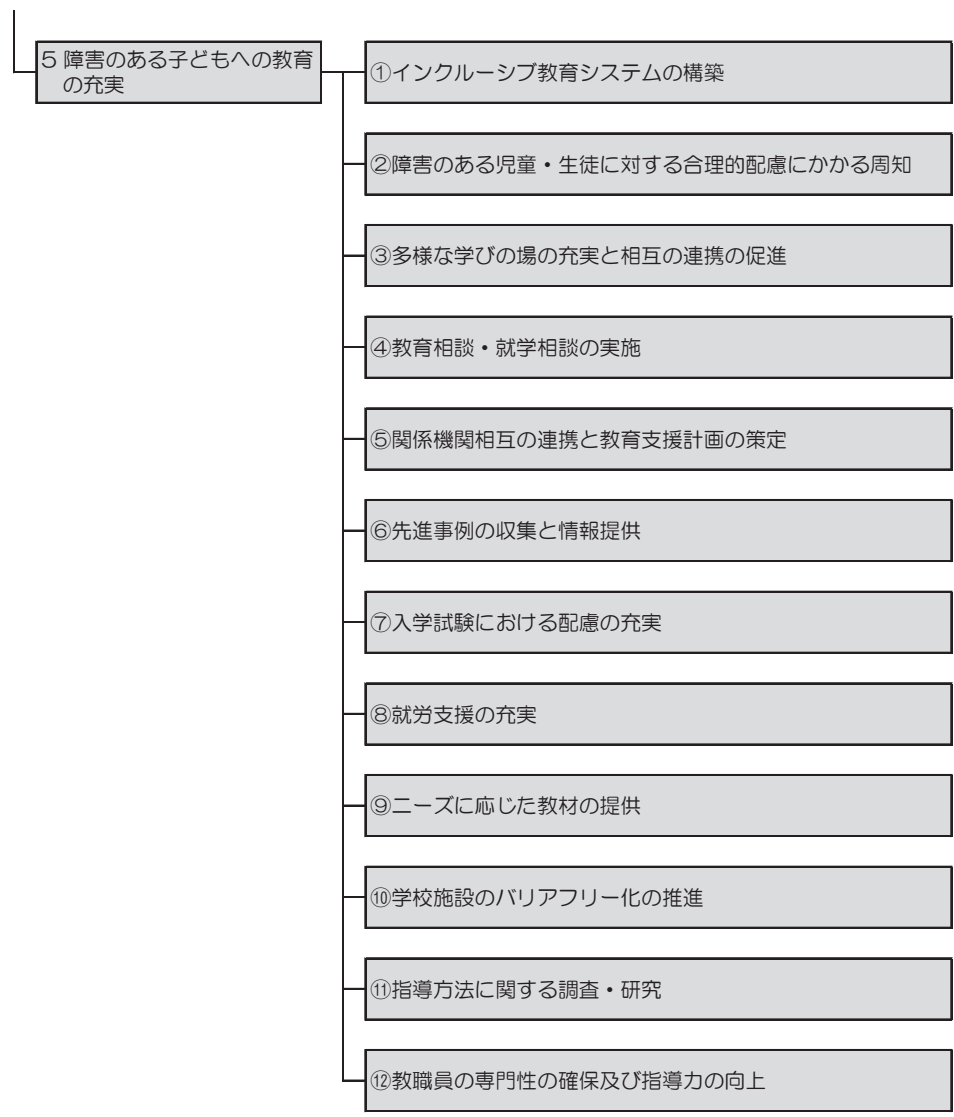 5 障害のある子どもへの教育
の充実
①インクルーシブ教育システムの構築
②障害のある児童・生徒に対する合理的配慮にかかる周知
③多様な学びの場の充実と相互の連携の促進
④教育相談・就学相談の実施
⑤関係機関相互の連携と教育支援計画の策定
⑥先進事例の収集と情報提供
⑦入学試験における配慮の充実
⑧就労支援の充実
⑨ニーズに応じた教材の提供
⑩学校施設のバリアフリー化の推進
⑪指導方法に関する調査・研究
⑫教職員の専門性の確保及び指導力の向上